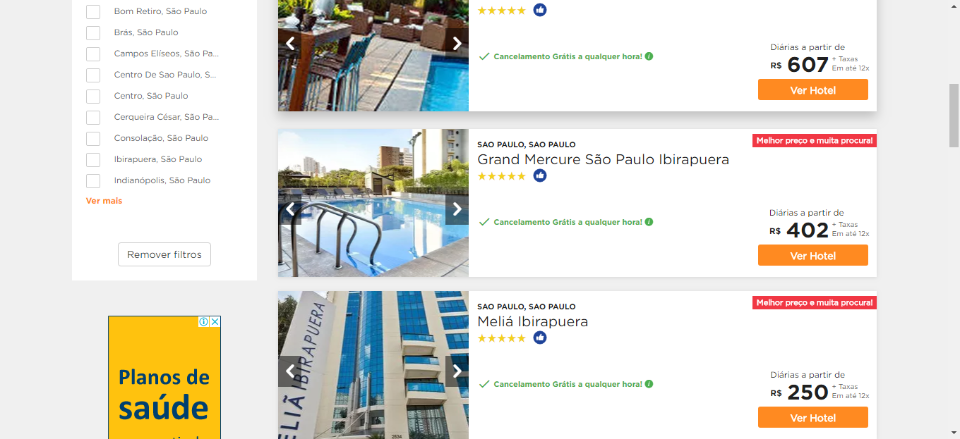 Bom Retiro, São Paulo
Brás, São Paulo
Campos Elíseos, São Pa...
Centro De Sao Paulo, S...
Centro, São Paulo
Cerqueira César, São Pa...
Consolação, São Paulo
Ibirapuera, São Paulo
Indianópolis, São Paulo
Ver mais
Remover filtros
Planos de
saúde
Cancelamento Grátis a qualquer hora!
Diárias a partir de
R$ 607 + Taxas
Em até 12x
Ver Hotel
SAO PAULO, SAO PAULO
Melhor preço e muita procura!
Grand Mercure São Paulo Ibirapuera
Cancelamento Grátis a qualquer hora!
Diárias a partir de
R$ 402 + Taxas
Em até 12x
Ver Hotel
MELIÃ IBIRAPUERA
SAO PAULO, SAO PAULO
Melhor preço e muita procura!
Meliá Ibirapuera
Cancelamento Grátis a qualquer hora!
Diárias a partir de
R$ 250 + Taxas
Em até 12x
Ver Hotel